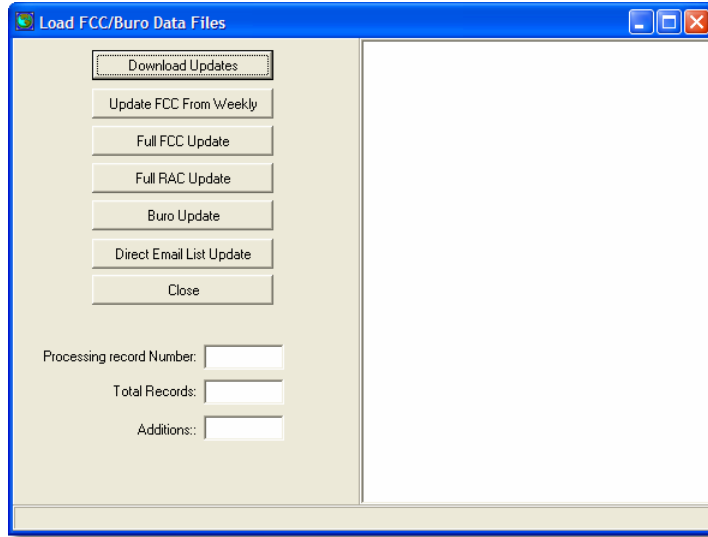 Load FCC/Buro Data Files
Download Updates
Update FCC From Weekly
Full FCC Update
Full RAC Update
Buro Update
Direct Email List Update
Close
Processing record Number:
Total Records:
Additions::